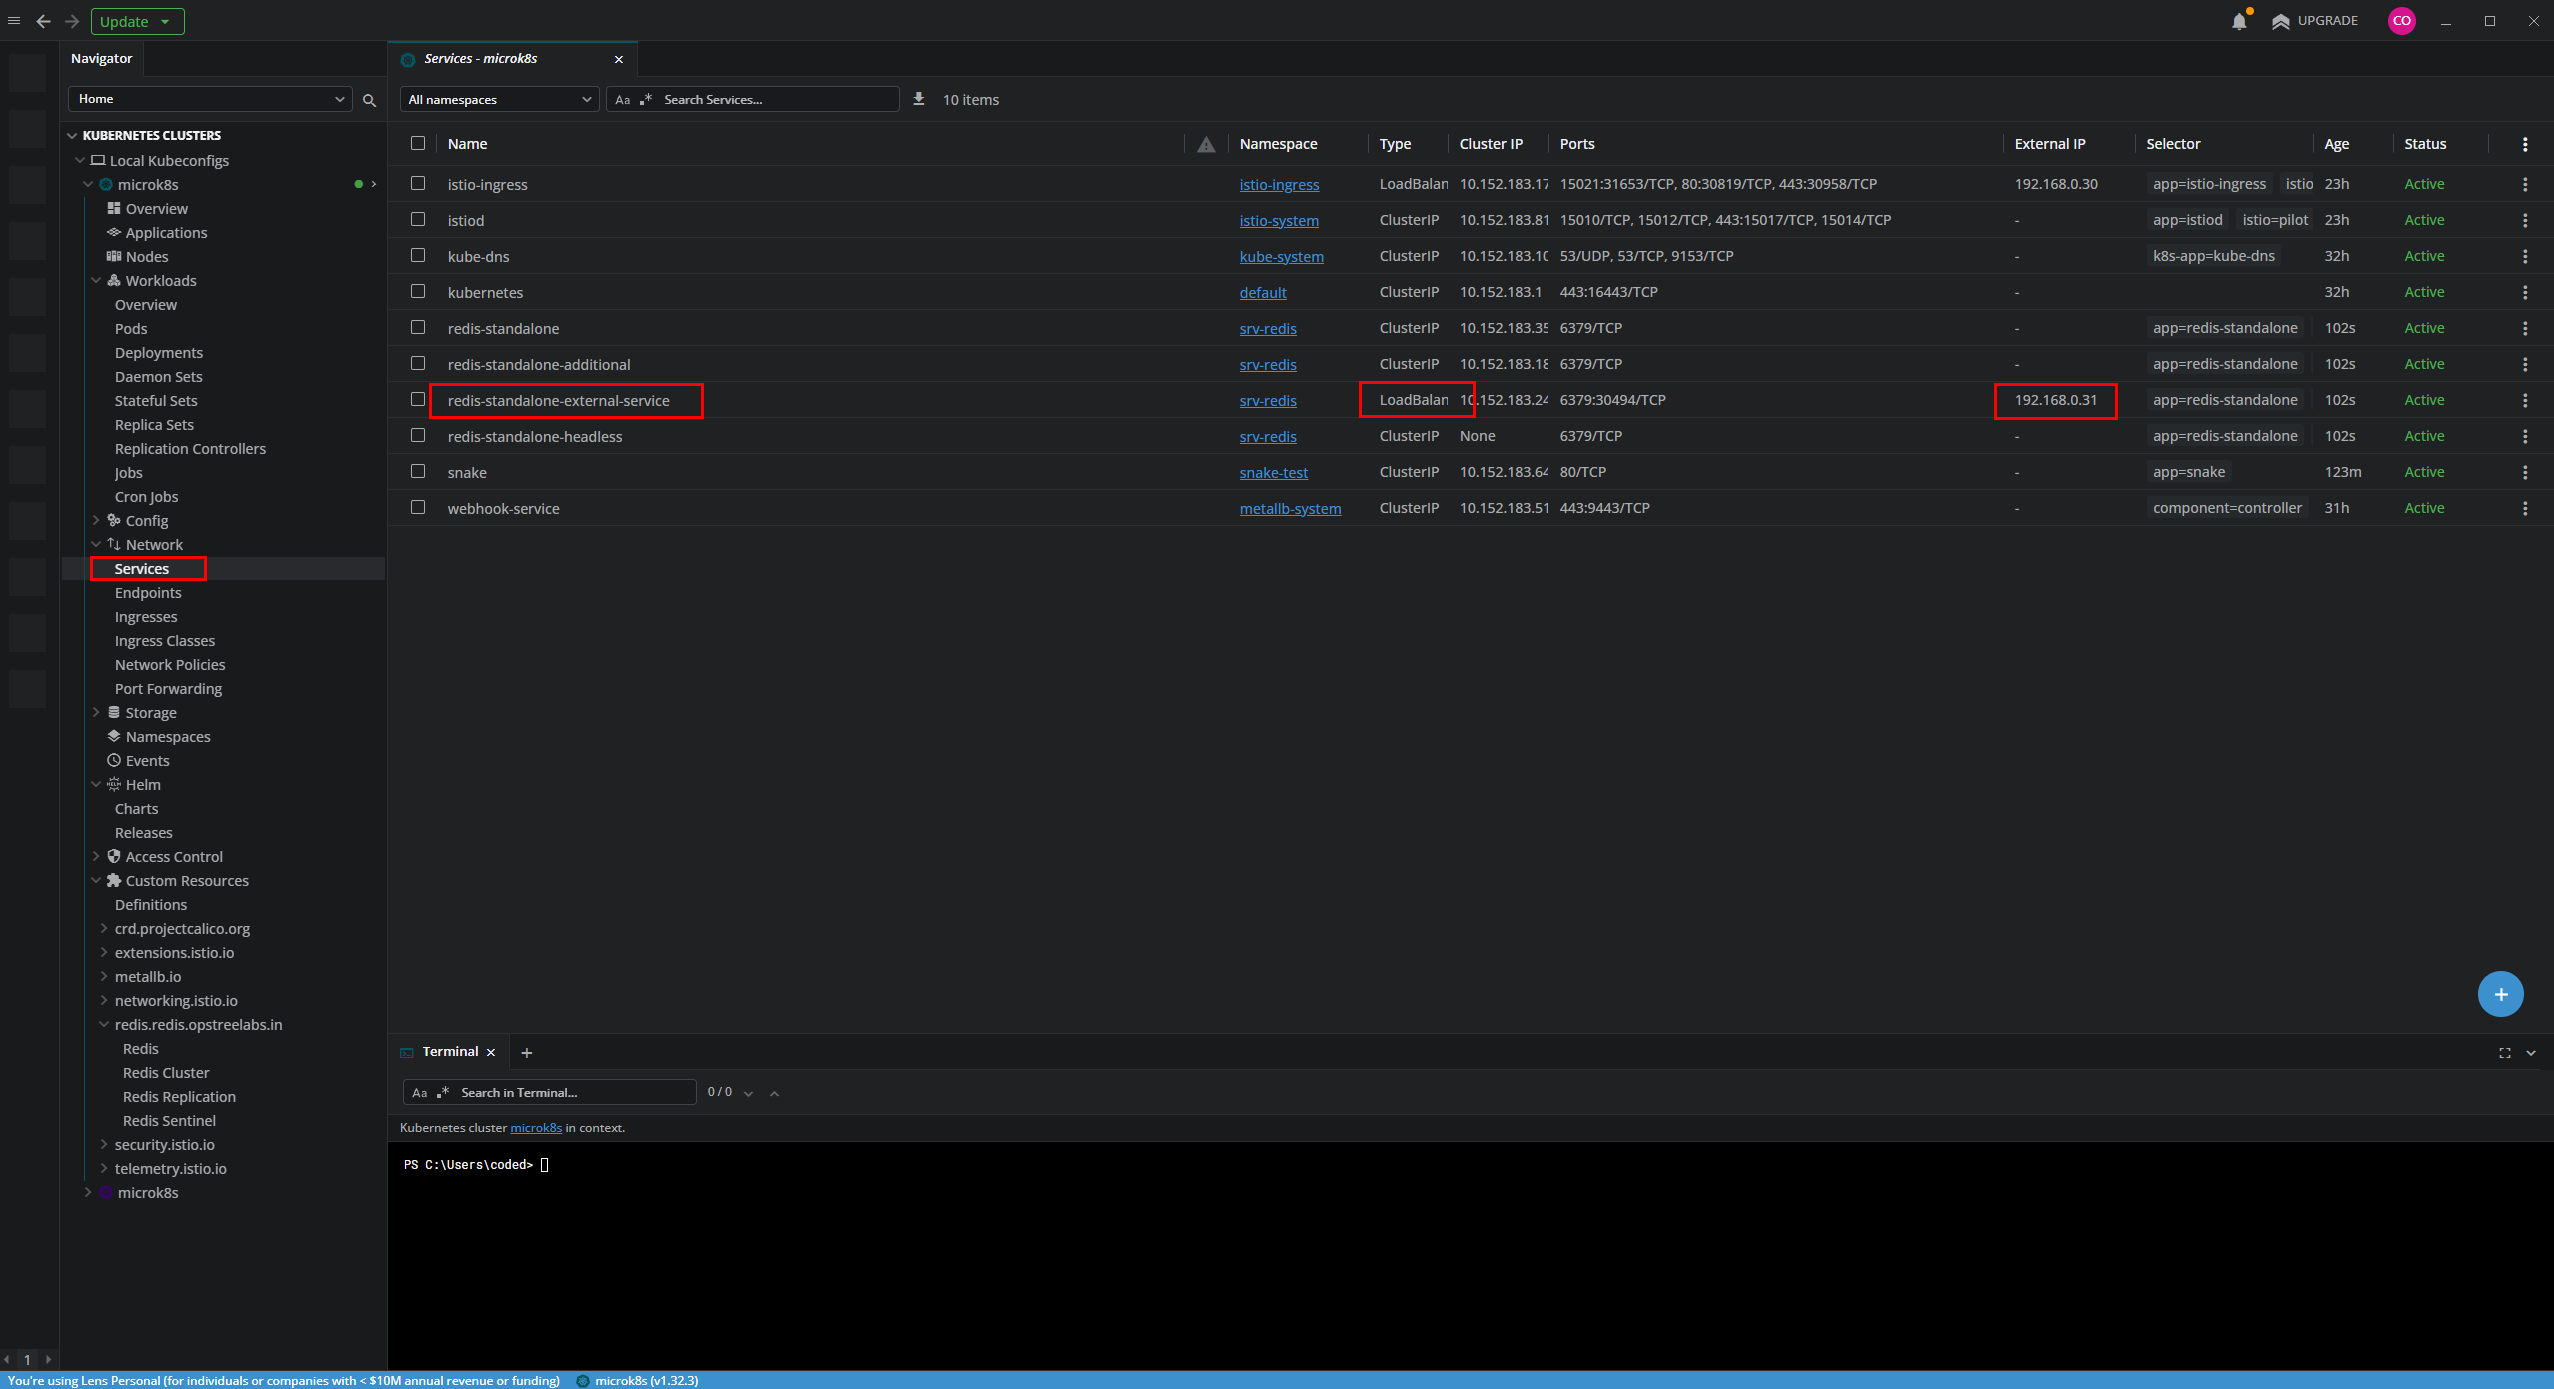 Update
UPGRADE
CO
Navigator
Services - microk8s
Home
All namespaces
Aa .* Search Services...
10 items
KUBERNETES CLUSTERS
Local Kubeconfigs
microk8s
Overview
Applications
Nodes
Workloads
Overview
Pods
Deployments
Daemon Sets
Stateful Sets
Replica Sets
Replication Controllers
Jobs
Cron Jobs
Config
Network
Services
Endpoints
Ingresses
Ingress Classes
Network Policies
Port Forwarding
Storage
Namespaces
Events
Helm
Charts
Releases
Access Control
Custom Resources
Definitions
crd.projectcalico.org
extensions.istio.io
metallb.io
networking.istio.io
redis.redis.opstreelabs.in
Redis
Redis Cluster
Redis Replication
Redis Sentinel
security.istio.io
telemetry.istio.io
microk8s
1
Name Namespace Type Cluster IP Ports External IP Selector Age Status
istio-ingress istio-ingress LoadBalan 10.152.183.17 15021:31653/TCP, 80:30819/TCP, 443:30958/TCP 192.168.0.30 app=istio-ingress istio 23h Active
istiod istio-system ClusterIP 10.152.183.81 15010/TCP, 15012/TCP, 443:15017/TCP, 15014/TCP - app=istiod istio=pilot 23h Active
kube-dns kube-system ClusterIP 10.152.183.10 53/UDP, 53/TCP, 9153/TCP - k8s-app=kube-dns 32h Active
kubernetes default ClusterIP 10.152.183.1 443:16443/TCP - 32h Active
redis-standalone srv-redis ClusterIP 10.152.183.35 6379/TCP - app=redis-standalone 102s Active
redis-standalone-additional srv-redis ClusterIP 10.152.183.18 6379/TCP - app=redis-standalone 102s Active
redis-standalone-external-service srv-redis LoadBalan 10.152.183.24 6379:30494/TCP 192.168.0.31 app=redis-standalone 102s Active
redis-standalone-headless srv-redis ClusterIP None 6379/TCP - app=redis-standalone 102s Active
snake snake-test ClusterIP 10.152.183.64 80/TCP - app=snake 123m Active
webhook-service metallb-system ClusterIP 10.152.183.51 443:9443/TCP - component=controller 31h Active
Terminal
Aa .* Search in Terminal... 0 / 0
Kubernetes cluster microk8s in context.
PS C:\Users\coded>
You're using Lens Personal (for individuals or companies with < $10M annual revenue or funding) microk8s (v1.32.3)